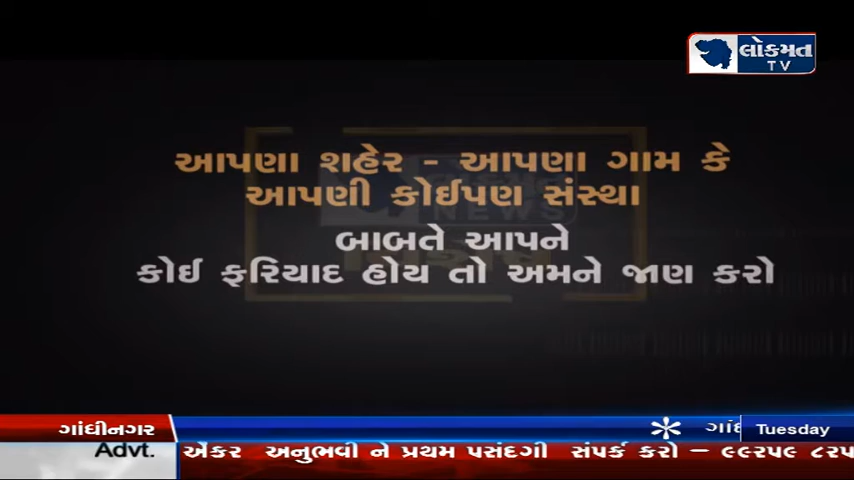 લોકમત
TV
આપણા શહેર - આપણા ગામ કે
આપણી કોઈપણ સંસ્થા
બાબતે આપને
કોઈ ફરિયાદ હોય તો અમને જાણ કરો
NEWS
ગાંધીનગર
Tuesday
Advt.
એંકર અનુભવી ને પ્રથમ પસંદગી સંપર્ક કરો – ૯૯૨૫૯ ૮૨૫